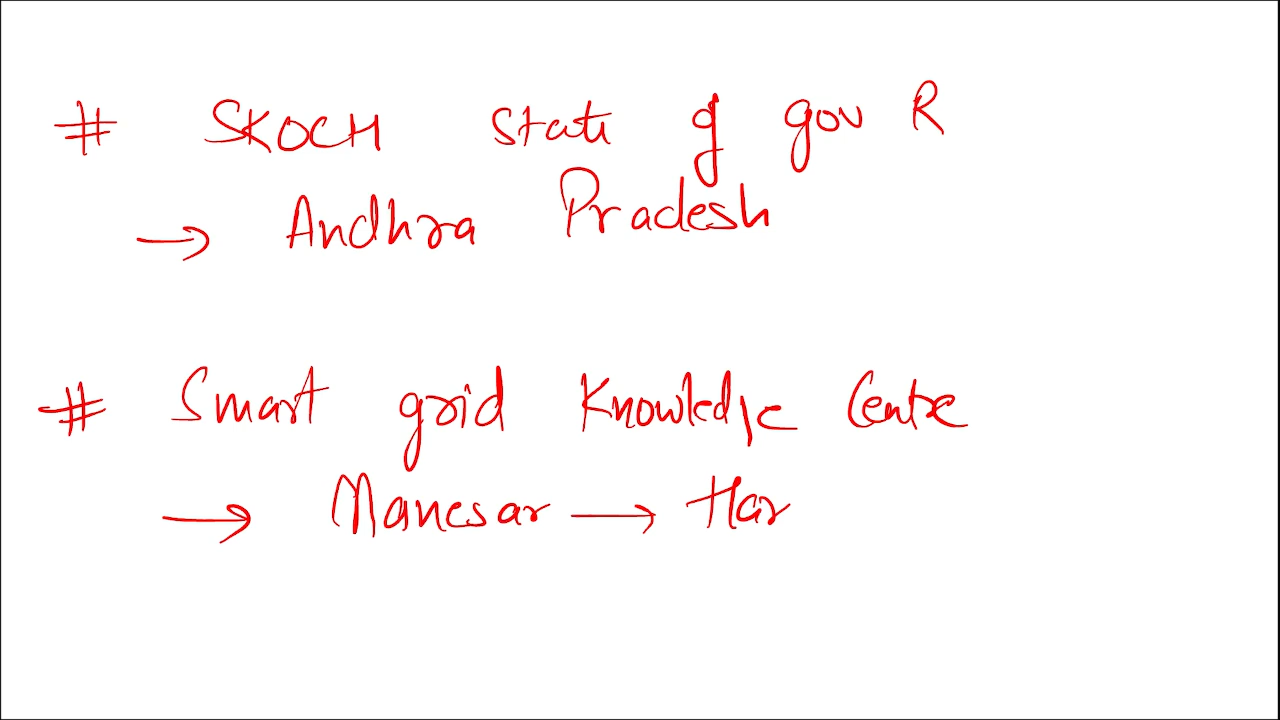 # SKOCH State of gov R
→ Andhra Pradesh
# Smart grid Knowledge Centre
→ Manesar → Har